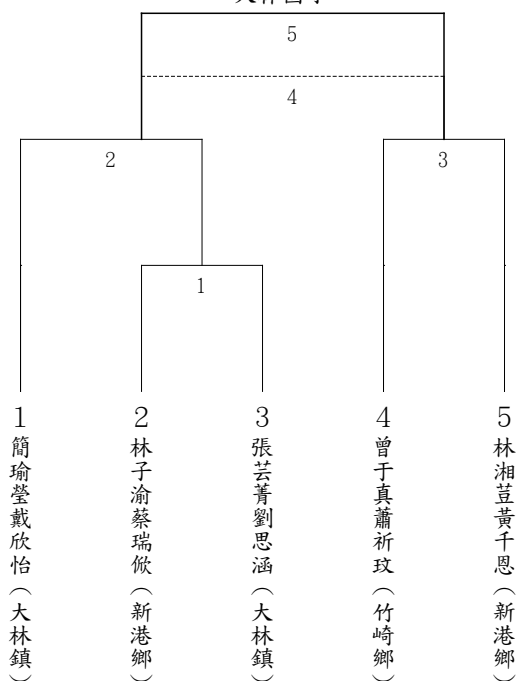 5
4
2
3
1
1
2
3
4
5
簡瑜瑩戴欣怡（大林鎮）
林子渝蔡瑞俽（新港鄉）
張芸菁劉思涵（大林鎮）
曾于真蕭祈玟（竹崎鄉）
林湘荳黃千恩（新港鄉）